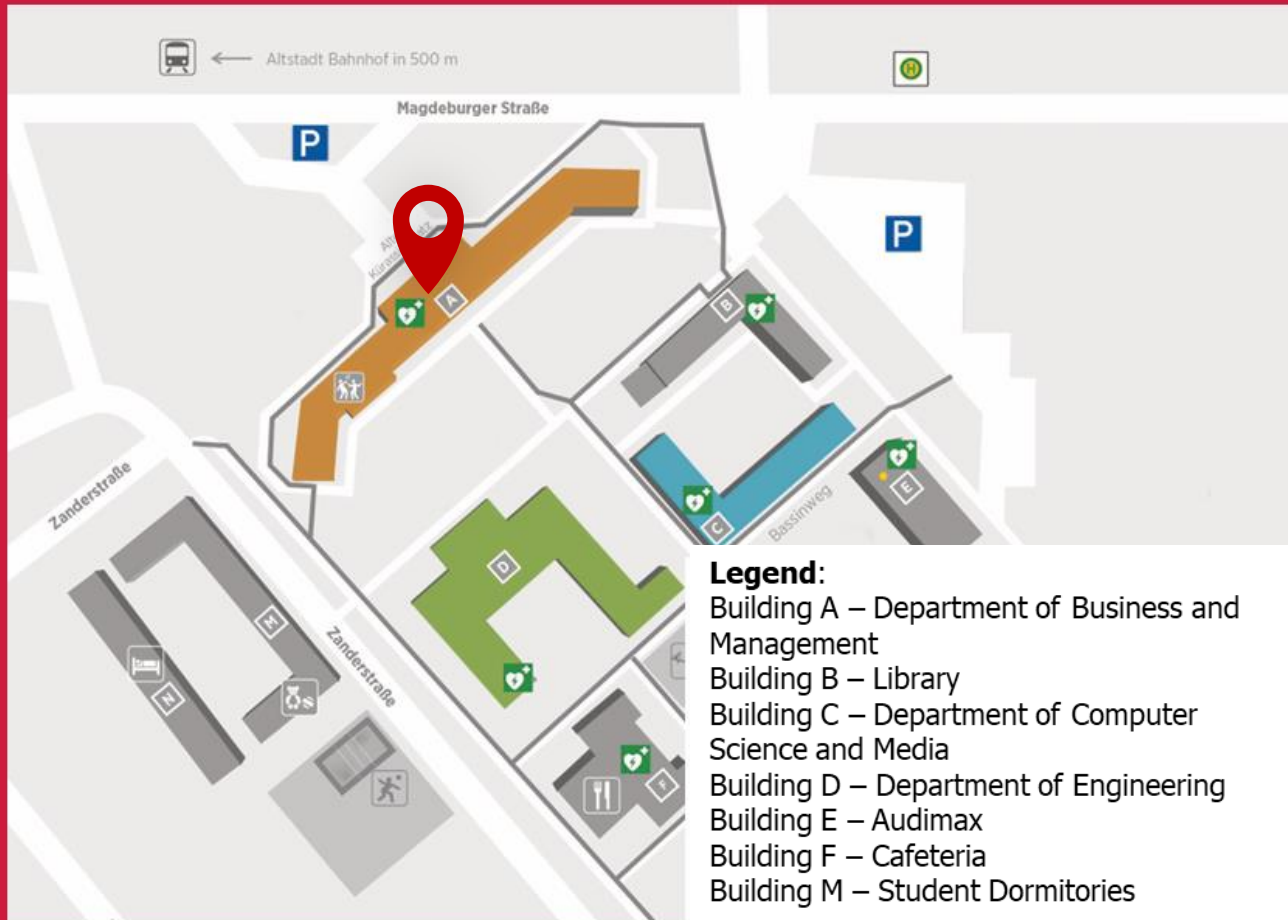 Altstadt Bahnhof in 500 m
H
Magdeburger Straße
P
P
A
B
Zanderstraße
Bassinweg
E
C
D
M
Zanderstraße
N
F
Legend:
Building A – Department of Business and
Management
Building B – Library
Building C – Department of Computer
Science and Media
Building D – Department of Engineering
Building E – Audimax
Building F – Cafeteria
Building M – Student Dormitories